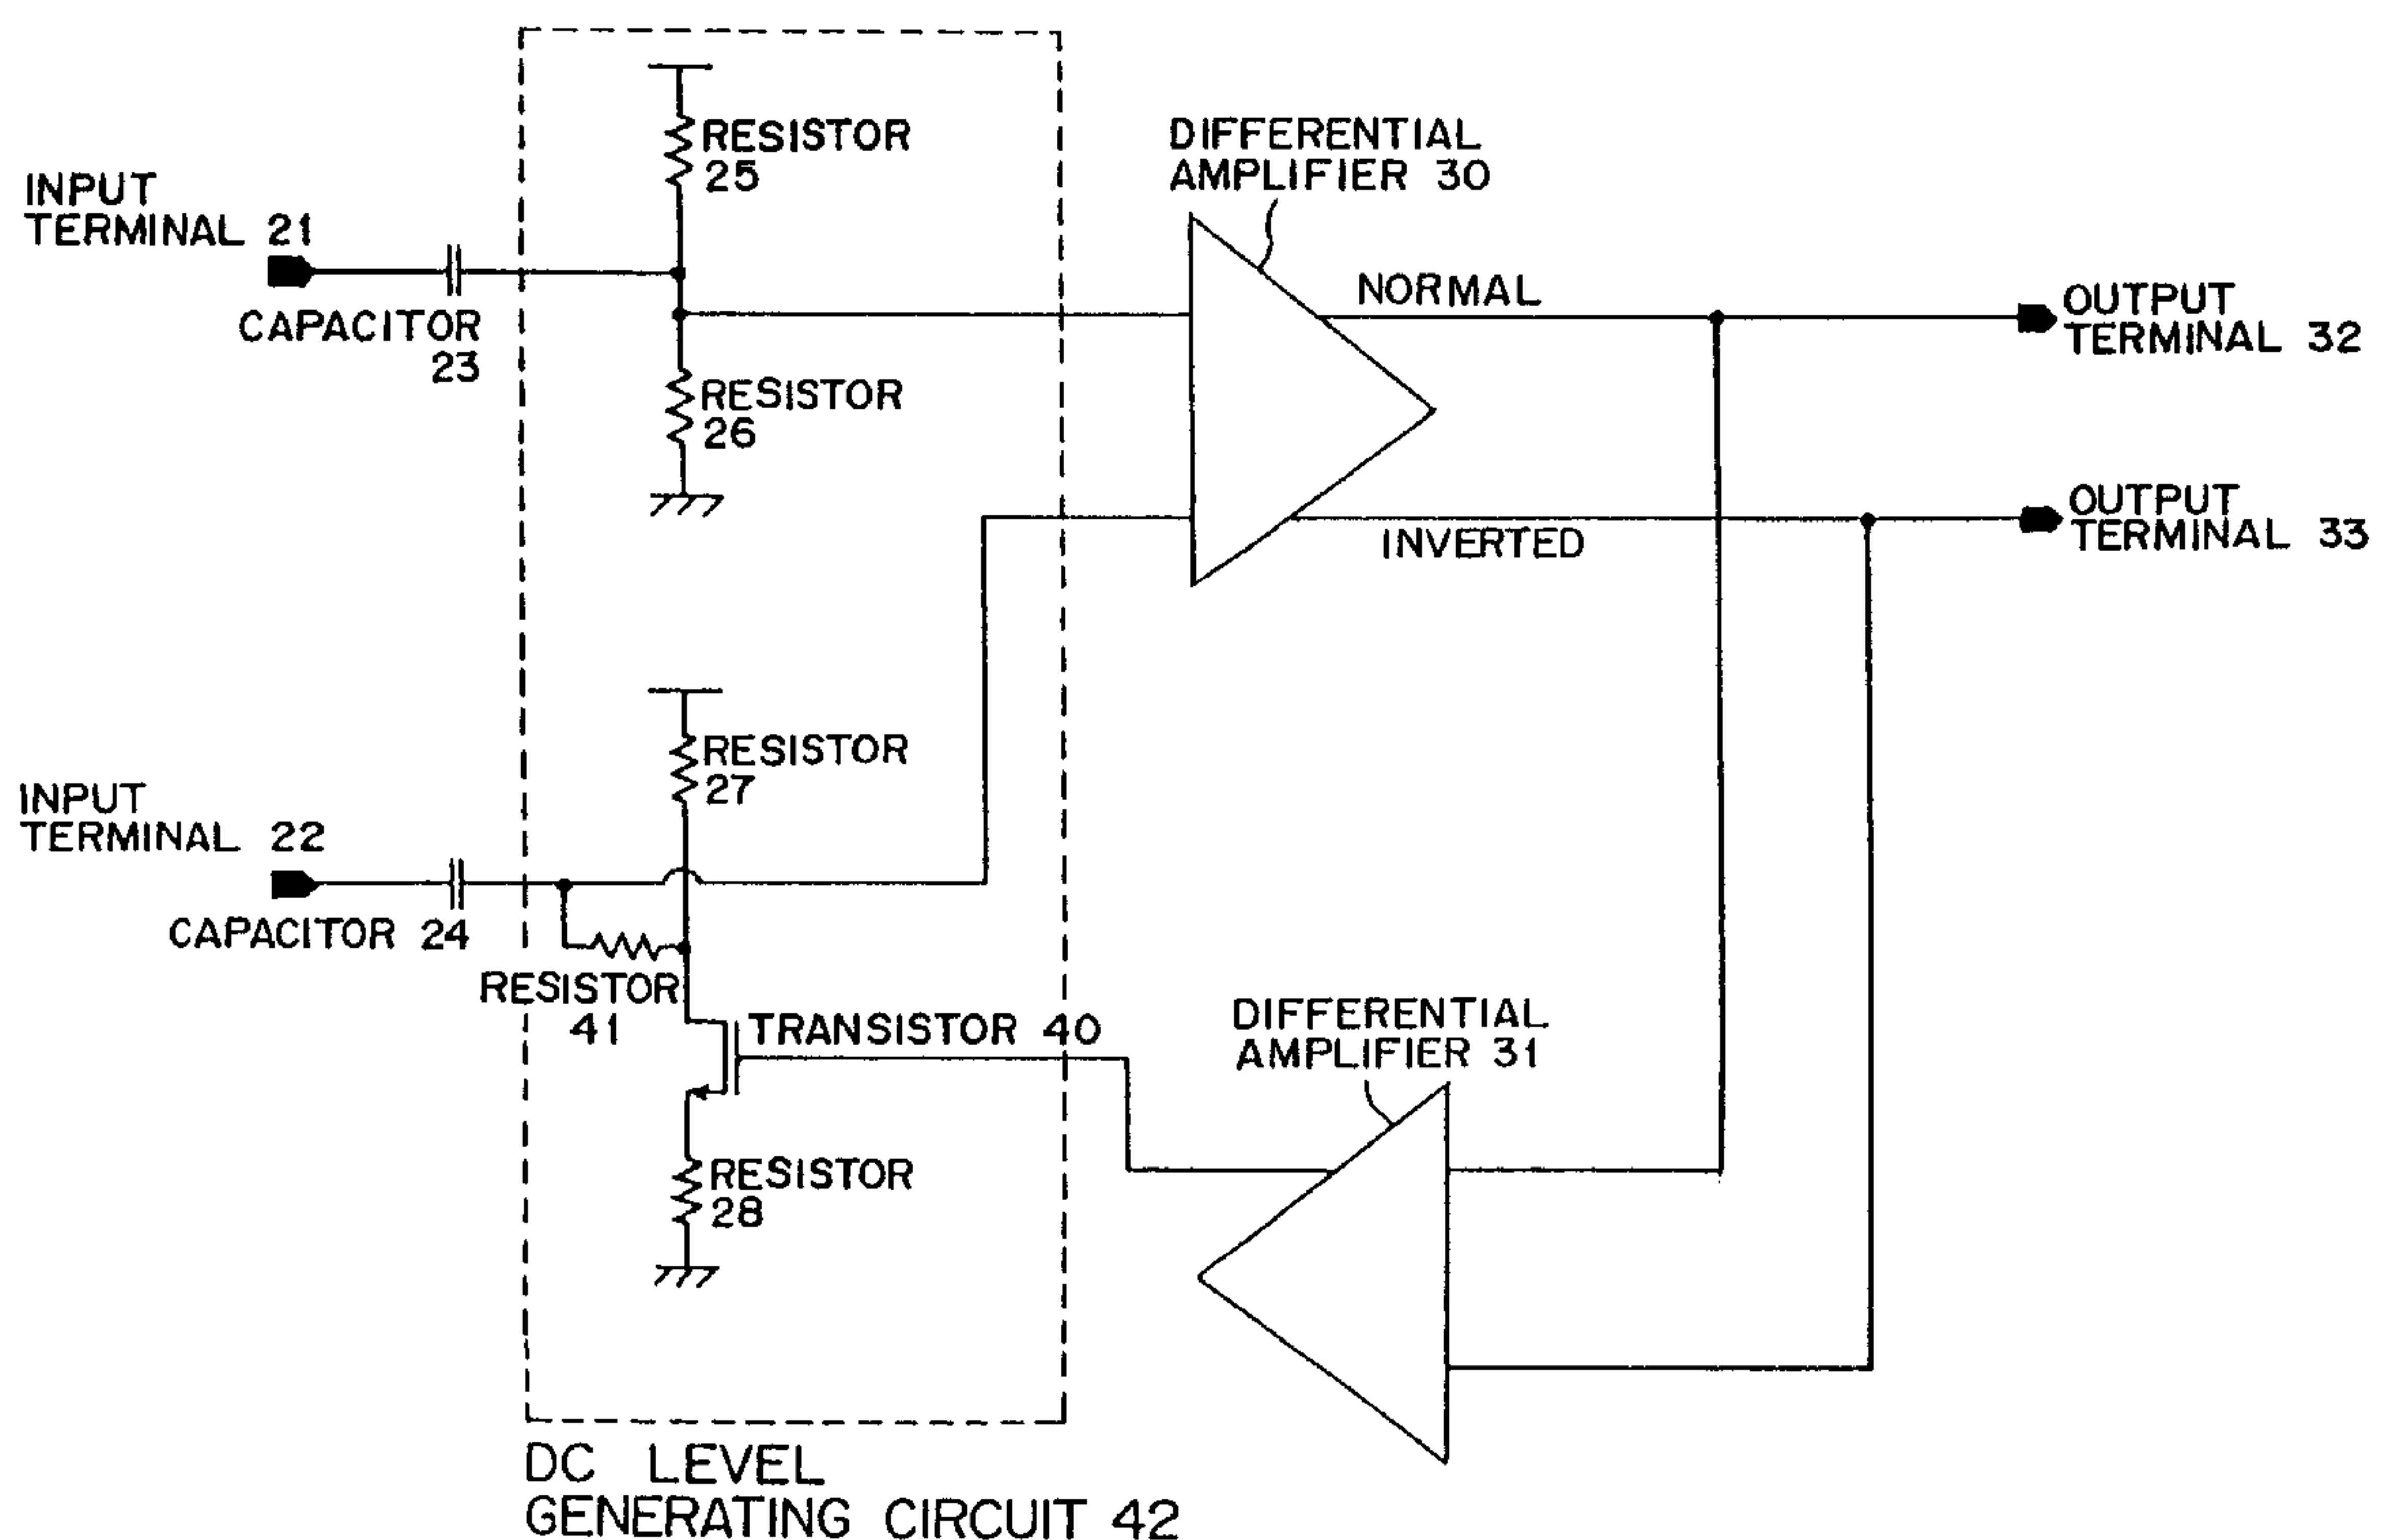 RESISTOR
25
DIFFERENTIAL
AMPLIFIER 30
INPUT
TERMINAL 21
NORMAL
OUTPUT
TERMINAL 32
CAPACITOR
23
RESISTOR
26
OUTPUT
TERMINAL 33
INVERTED
RESISTOR
27
INPUT
TERMINAL 22
CAPACITOR 24
RESISTOR
41
TRANSISTOR 40
DIFFERENTIAL
AMPLIFIER 31
RESISTOR
28
DC LEVEL
GENERATING CIRCUIT 42